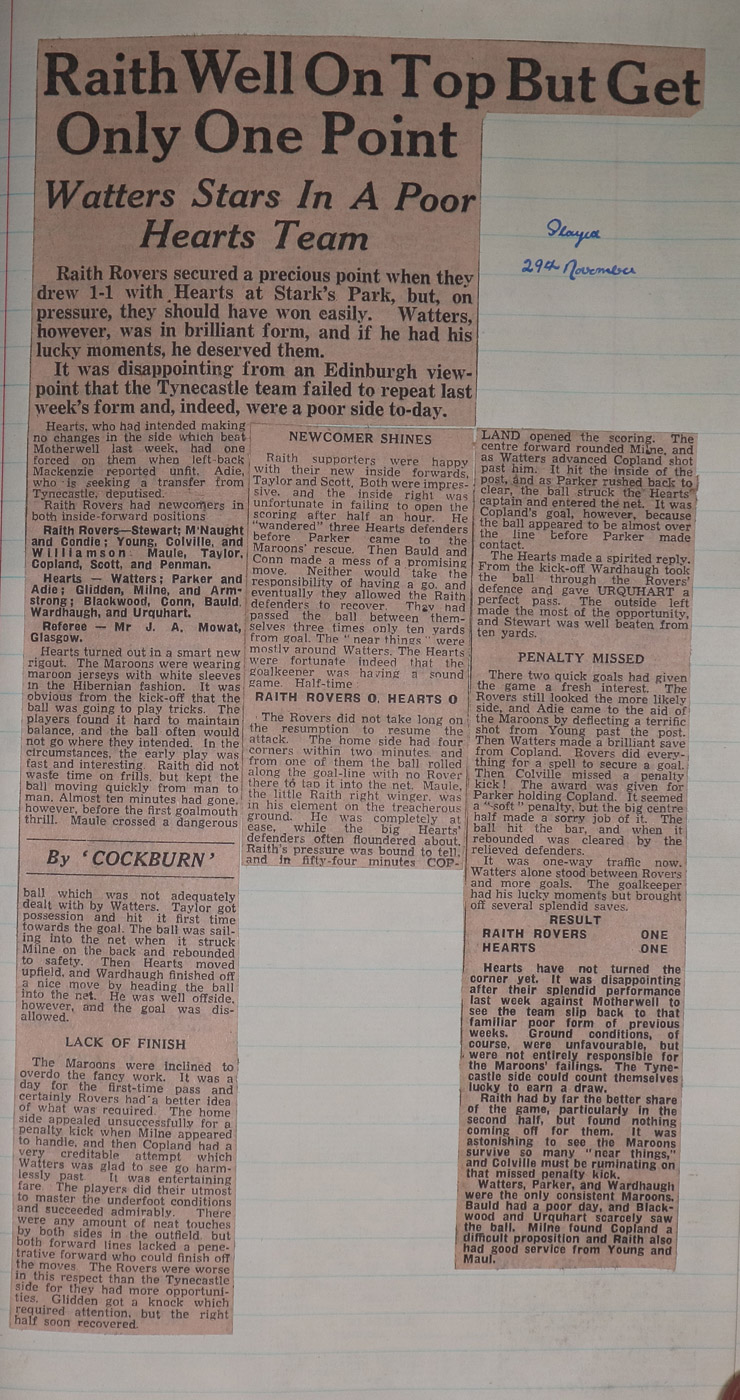 Raith Well On Top But Get
Only One Point
Watters Stars In A Poor
Hearts Team
Played
29th November
Raith Rovers secured a precious point when they
drew 1-1 with Hearts at Stark's Park, but, on
pressure, they should have won easily. Watters,
however, was in brilliant form, and if he had his
lucky moments, he deserved them.
It was disappointing from an Edinburgh view-
point that the Tynecastle team failed to repeat last
week's form and, indeed, were a poor side to-day.
Hearts, who had intended making
no changes in the side which beat
Motherwell last week, had one
forced on them when left-back
Mackenzie reported unfit. Adie,
who is seeking a transfer from
Tynecastle, deputised.
Raith Rovers had newcomers in
both inside-forward positions
Raith Rovers—Stewart; M'Naught
and Condie; Young, Colville, and
Williamson. Maule, Taylor,
Copland, Scott, and Penman.
Hearts — Watters; Parker and
Adie; Glidden, Milne, and Arm-
strong; Blackwood, Conn, Bauld,
Wardhaugh, and Urquhart.
Referee — Mr J. A. Mowat,
Glasgow.
Hearts turned out in a smart new
rigout. The Maroons were wearing
maroon jerseys with white sleeves
in the Hibernian fashion. It was
obvious from the kick-off that the
ball was going to play tricks. The
players found it hard to maintain
balance, and the ball often would
not go where they intended. In the
circumstances, the early play was
fast and interesting. Raith did not
waste time on frills, but kept the
ball moving quickly from man to
man. Almost ten minutes had gone,
however, before the first goalmouth
thrill. Maule crossed a dangerous
By 'COCKBURN'
ball which was not adequately
dealt with by Watters. Taylor got
possession and hit it first time
towards the goal. The ball was sail-
ing into the net when it struck
Milne on the back and rebounded
to safety. Then Hearts moved
upfield, and Wardhaugh finished off
a nice move by heading the ball
into the net. He was well offside,
however, and the goal was dis-
allowed.
LACK OF FINISH
The Maroons were inclined to
overdo the fancy work. It was a
day for the first-time pass and
certainly Rovers had a better idea
of what was required. The home
side appealed unsuccessfully for a
penalty kick when Milne appeared
to handle, and then Copland had a
very creditable attempt which
Watters was glad to see go harm-
lessly past. It was entertaining
fare. The players did their utmost
to master the underfoot conditions
and succeeded admirably. There
were any amount of neat touches
by both sides in the outfield, but
both forward lines lacked a pene-
trative forward who could finish off
the moves. The Rovers were worse
in this respect than the Tynecastle
side for they had more opportuni-
ties. Glidden got a knock which
required attention, but the right
half soon recovered.
NEWCOMER SHINES
Raith supporters were happy
with their new inside forwards,
Taylor and Scott. Both were impres-
sive, and the inside right was
unfortunate in failing to open the
scoring after half an hour. He
"wandered" three Hearts defenders
before Parker came to the
Maroons' rescue. Then Bauld and
Conn made a mess of a promising
move. Neither would take the
responsibility of having a go, and
eventually they allowed the Raith
defenders to recover. They had
passed the ball between them-
selves three times only ten yards
from goal. The "near things" were
mostly around Watters. The Hearts
were fortunate indeed that the
goalkeeper was having a sound
game. Half-time
RAITH ROVERS 0, HEARTS 0
The Rovers did not take long on
the resumption to resume the
attack. The home side had four
corners within two minutes, and
from one of them the ball rolled
along the goal-line with no Rover
there to tap it into the net. Maule,
the little Raith right winger, was
in his element on the treacherous
ground. He was completely at
ease, while the big Hearts'
defenders often floundered about.
Raith's pressure was bound to tell,
and in fifty-four minutes COP-
LAND opened the scoring. The
centre forward rounded Milne, and
as Watters advanced Copland shot
past him. It hit the inside of the
post, and as Parker rushed back to
clear, the ball struck the Hearts'
captain and entered the net. It was
Copland's goal, however, because
the ball appeared to be almost over
the line before Parker made
contact.
The Hearts made a spirited reply.
From the kick-off Wardhaugh took
the ball through the Rovers'
defence and gave URQUHART a
perfect pass. The outside left
made the most of the opportunity,
and Stewart was well beaten from
ten yards.
PENALTY MISSED
There two quick goals had given
the game a fresh interest. The
Rovers still looked the more likely
side, and Adie came to the aid of
the Maroons by deflecting a terrific
shot from Young past the post.
Then Watters made a brilliant save
from Copland. Rovers did every-
thing for a spell to secure a goal.
Then Colville missed a penalty
kick! The award was given for
Parker holding Copland. It seemed
a "soft" penalty, but the big centre
half made a sorry job of it. The
ball hit the bar, and when it
rebounded was cleared by the
relieved defenders.
It was one-way traffic now.
Watters alone stood between Rovers
and more goals. The goalkeeper
had his lucky moments but brought
off several splendid saves.
RESULT
RAITH ROVERS ONE
HEARTS ONE
Hearts have not turned the
corner yet. It was disappointing
after their splendid performance
last week against Motherwell to
see the team slip back to that
familiar poor form of previous
weeks. Ground conditions, of
course, were unfavourable, but
were not entirely responsible for
the Maroons' failings. The Tyne-
castle side could count themselves
lucky to earn a draw.
Raith had by far the better share
of the game, particularly in the
second half, but found nothing
coming off for them. It was
astonishing to see the Maroons
survive so many "near things,"
and Colville must be ruminating on
that missed penalty kick.
Watters, Parker, and Wardhaugh
were the only consistent Maroons.
Bauld had a poor day, and Black-
wood and Urquhart scarcely saw
the ball. Milne found Copland a
difficult proposition and Raith also
had good service from Young and
Maul.